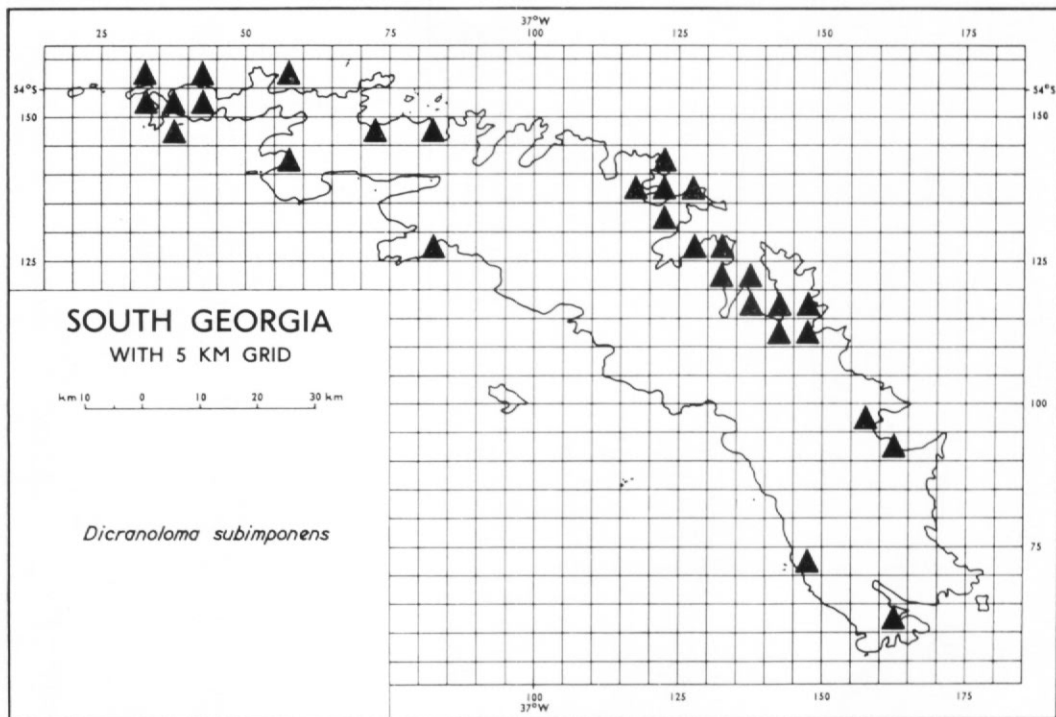 37°W
25 50 75 100 125 150 175
54°S 54°S
150 150
125 125
SOUTH GEORGIA
WITH 5 KM GRID
km 10 0 10 20 30 km
100
Dicranoloma subimponens
75
100 125 150 175
37°W